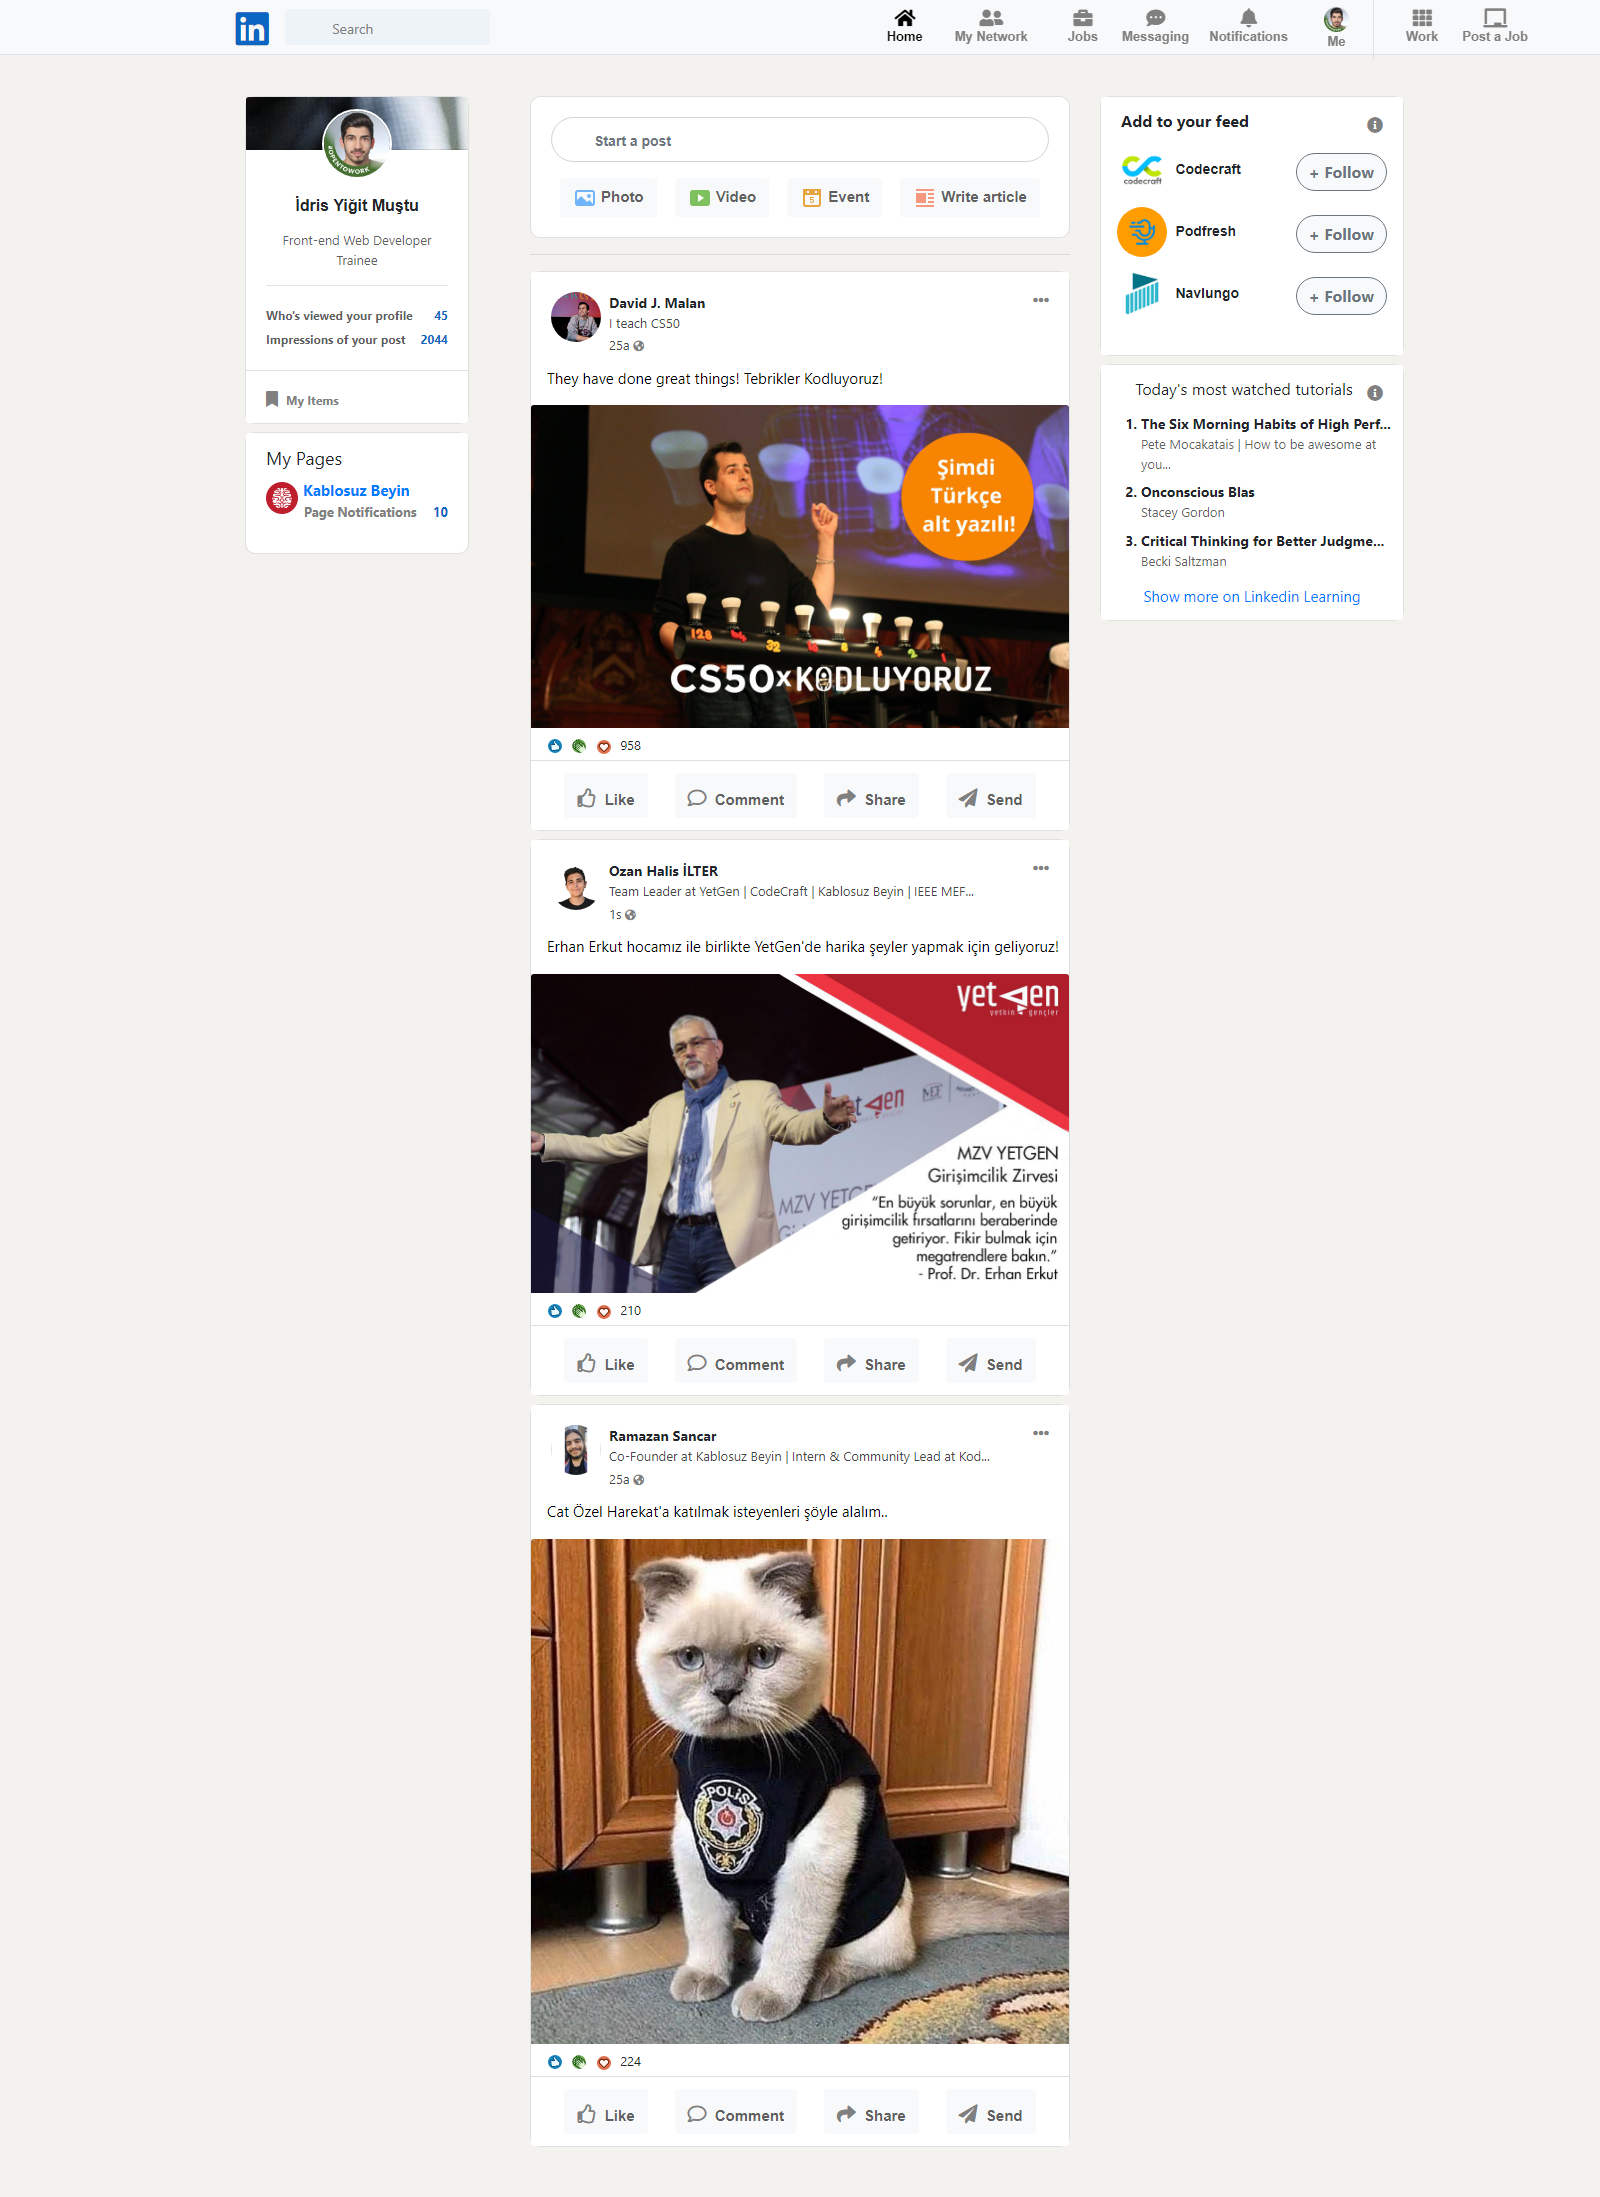 in
Search
Home
My Network
Jobs
Messaging
Notifications
Me
Work
Post a Job
#OPENTOWORK
İdris Yiğit Muştu
Front-end Web Developer
Trainee
Who's viewed your profile 45
Impressions of your post 2044
My Items
My Pages
Kablosuz Beyin
Page Notifications 10
Start a post
Photo
Video
5
Event
Write article
David J. Malan
I teach CS50
25a
They have done great things! Tebrikler Kodluyoruz!
Şimdi
Türkçe
alt yazılı!
128 64 32 16 8 4 2 1
CS50xKODLUYORUZ
958
Like
Comment
Share
Send
Ozan Halis İLTER
Team Leader at YetGen | CodeCraft | Kablosuz Beyin | IEEE MEF...
1s
Erhan Erkut hocamız ile birlikte YetGen'de harika şeyler yapmak için geliyoruz!
yetgen
yetkin gençler
MZV YETGEN
Girişimcilik Zirvesi
"En büyük sorunlar, en büyük
girişimcilik fırsatlarını beraberinde
getiriyor. Fikir bulmak için
megatrendlere bakın."
- Prof. Dr. Erhan Erkut
210
Like
Comment
Share
Send
Ramazan Sancar
Co-Founder at Kablosuz Beyin | Intern & Community Lead at Kod...
25a
Cat Özel Harekat'a katılmak isteyenleri şöyle alalım..
POLİS
224
Like
Comment
Share
Send
Add to your feed
codecraft
Codecraft
+ Follow
Podfresh
+ Follow
Navlungo
+ Follow
Today's most watched tutorials
1. The Six Morning Habits of High Perf...
Pete Mocakatais | How to be awesome at
you...
2. Onconscious Blas
Stacey Gordon
3. Critical Thinking for Better Judgme...
Becki Saltzman
Show more on Linkedin Learning